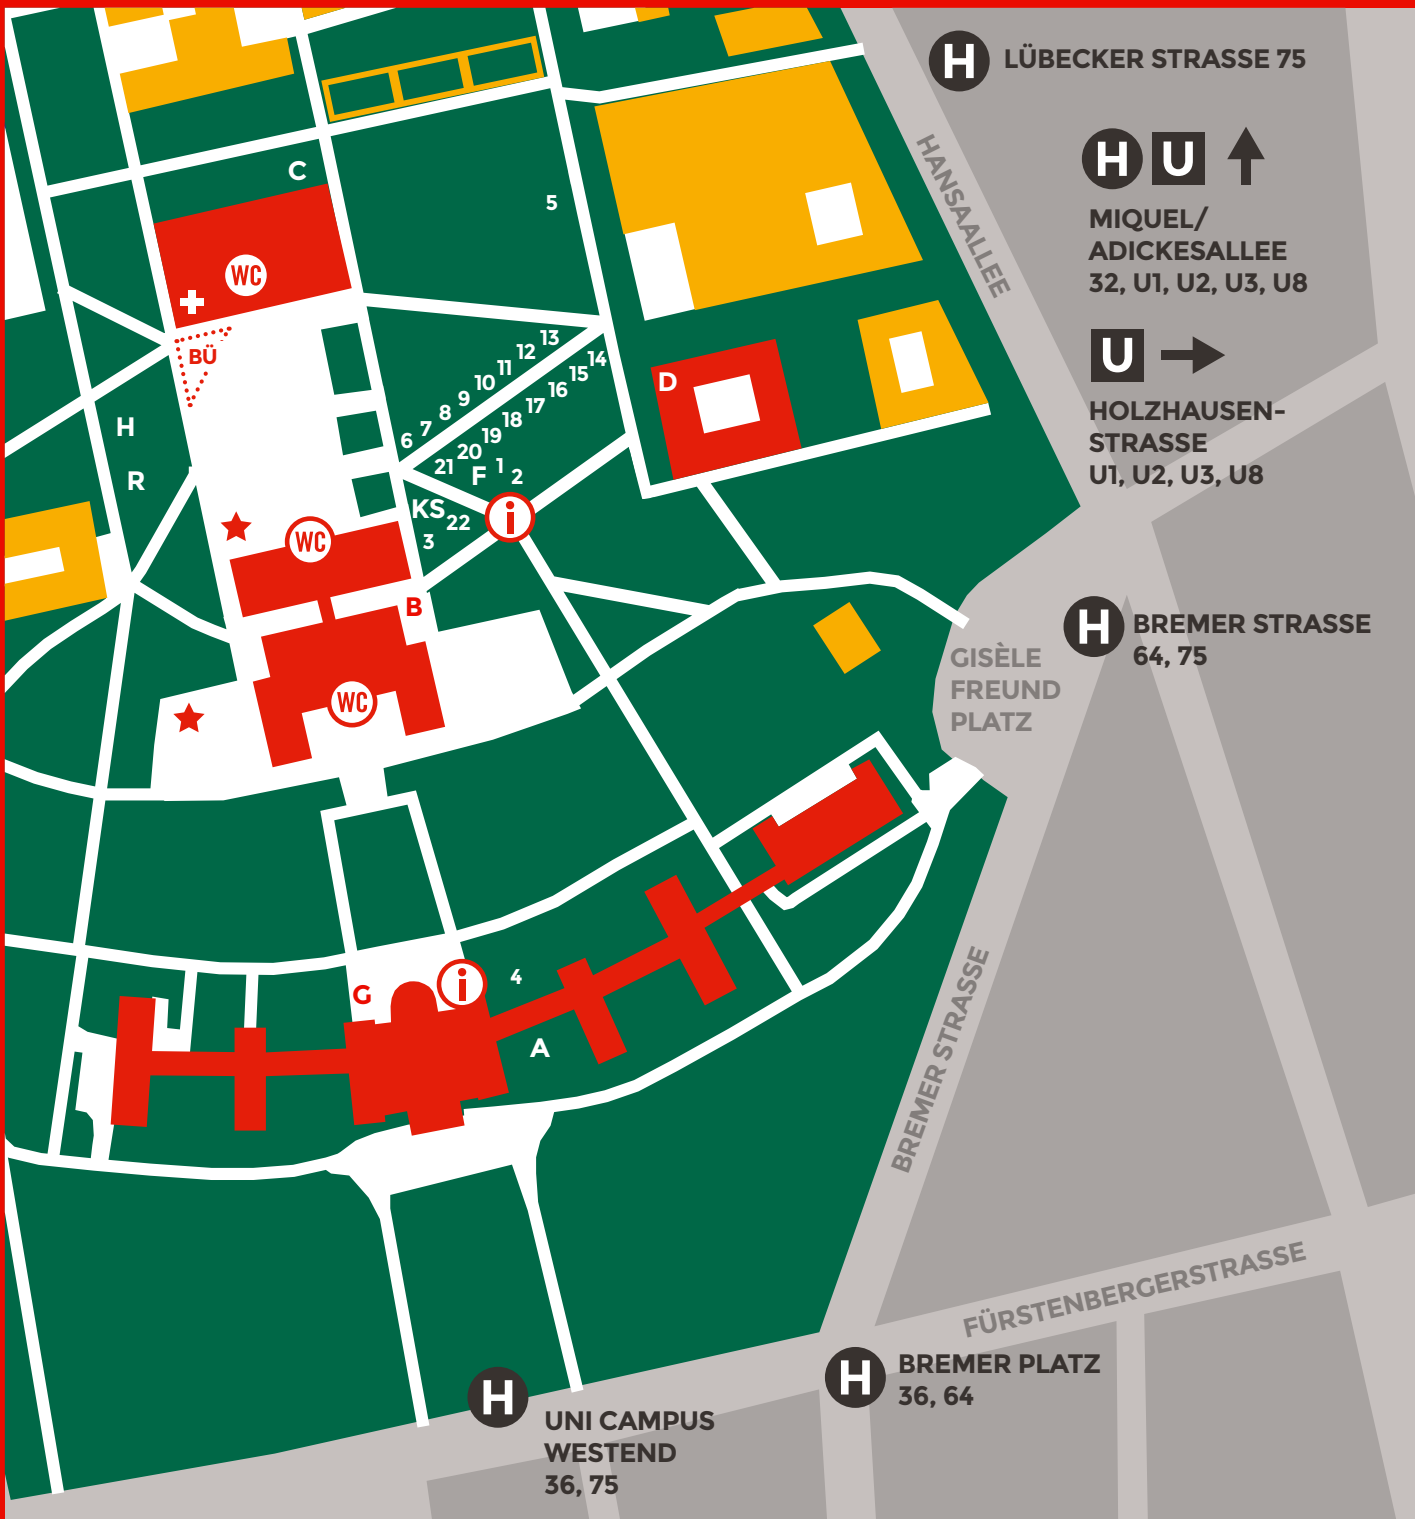 H LÜBECKER STRASSE 75
H U
MIQUEL/
ADICKESALLEE
32, U1, U2, U3, U8
U
HOLZHAUSEN-
STRASSE
U1, U2, U3, U8
HANSAALLEE
C
5
WC
BÜ
13
12
11
10
9
8
7
6
14
15
16
17
18
19
20
21
D
H
R
F
1
2
KS
22
3
i
WC
B
H BREMER STRASSE
64, 75
GISÈLE
FREUND
PLATZ
WC
4
G
i
A
BREMER STRASSE
FÜRSTENBERGERSTRASSE
H BREMER PLATZ
36, 64
H
UNI CAMPUS
WESTEND
36, 75